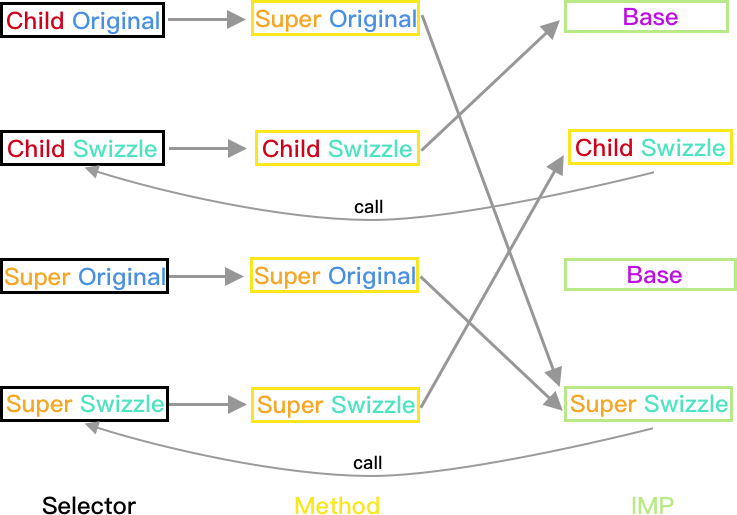 Child Original
Super Original
Base
Child Swizzle
Child Swizzle
Child Swizzle
call
Super Original
Super Original
Base
Super Swizzle
Super Swizzle
Super Swizzle
call
Selector
Method
IMP